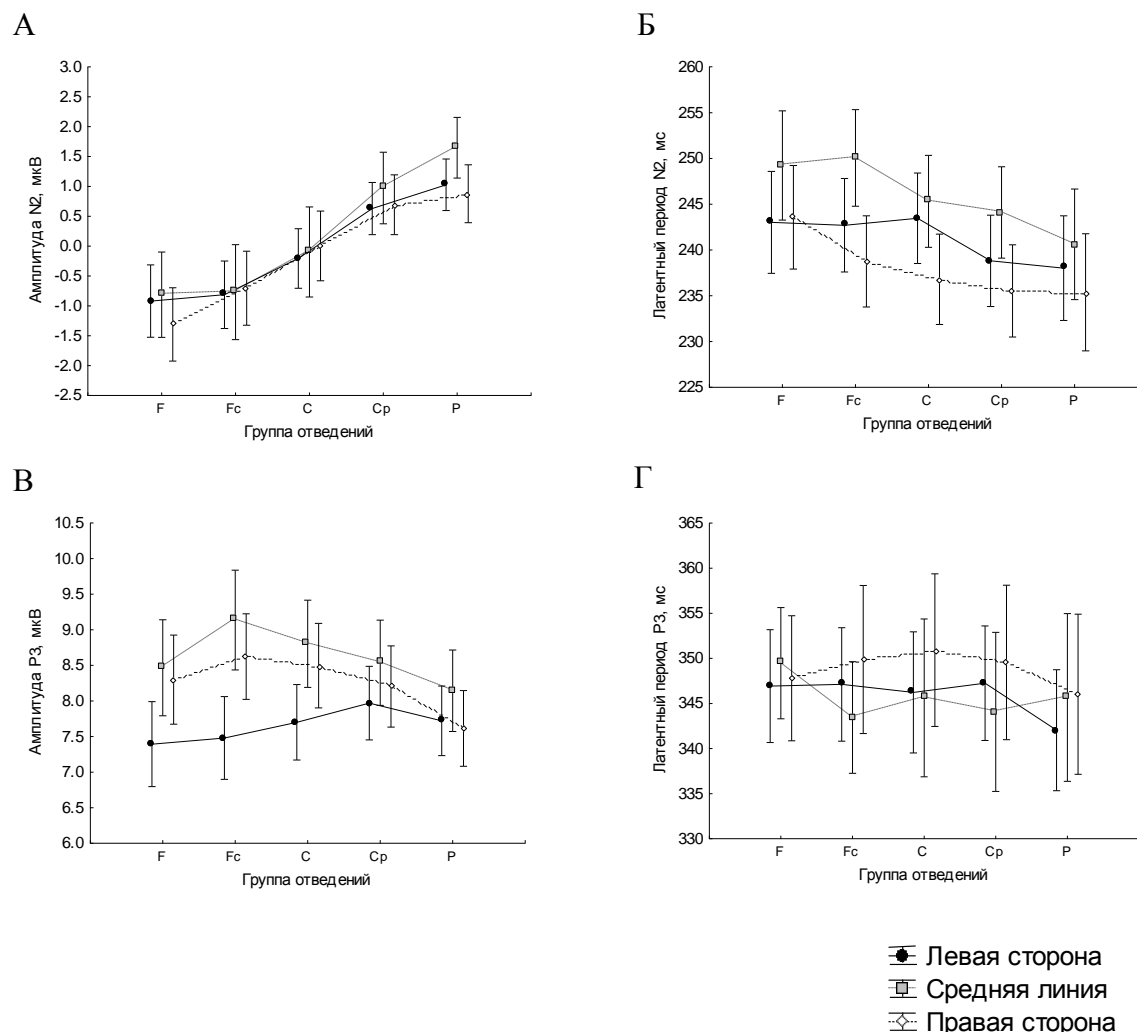 А
Амплитуда N2, мкВ
3.0
2.5
2.0
1.5
1.0
0.5
0.0
-0.5
-1.0
-1.5
-2.0
-2.5
F Fc C Cp P
Группа отведений
Б
Латентный период N2, мс
260
255
250
245
240
235
230
225
F Fc C Cp P
Группа отведений
В
Амплитуда P3, мкВ
10.5
10.0
9.5
9.0
8.5
8.0
7.5
7.0
6.5
6.0
F Fc C Cp P
Группа отведений
Г
Латентный период P3, мс
365
360
355
350
345
340
335
330
F Fc C Cp P
Группа отведений
Левая сторона
Средняя линия
Правая сторона